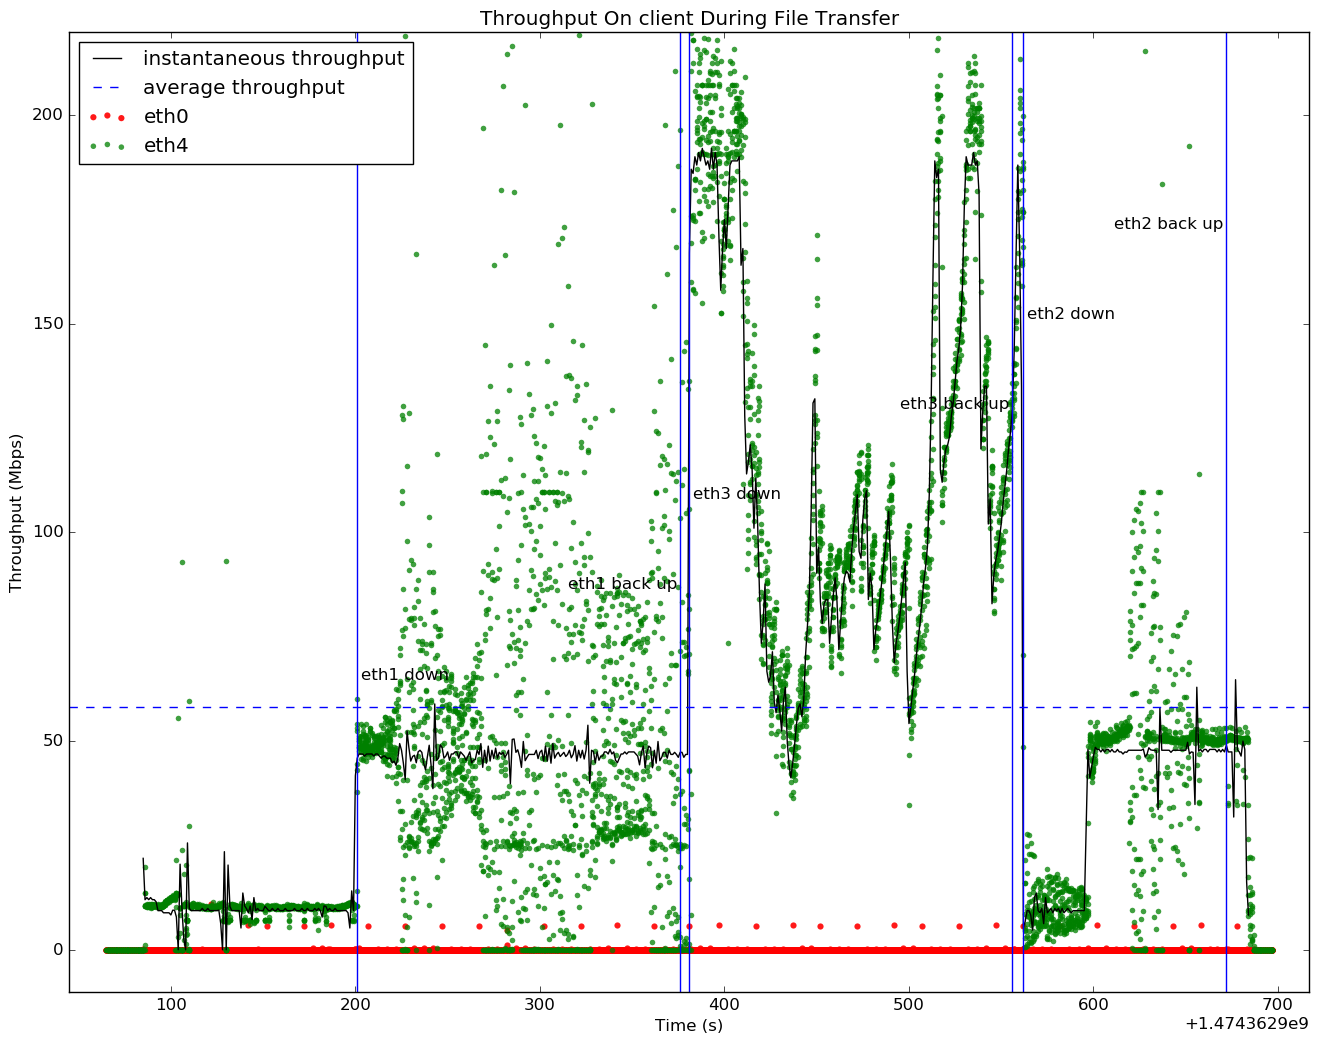 Throughput On client During File Transfer
instantaneous throughput
average throughput
eth0
eth4
200
150
100
50
0
Throughput (Mbps)
eth2 back up
eth2 down
eth3 back up
eth3 down
eth1 back up
eth1 down
100 200 300 400 500 600 700
Time (s)
+1.4743629e9